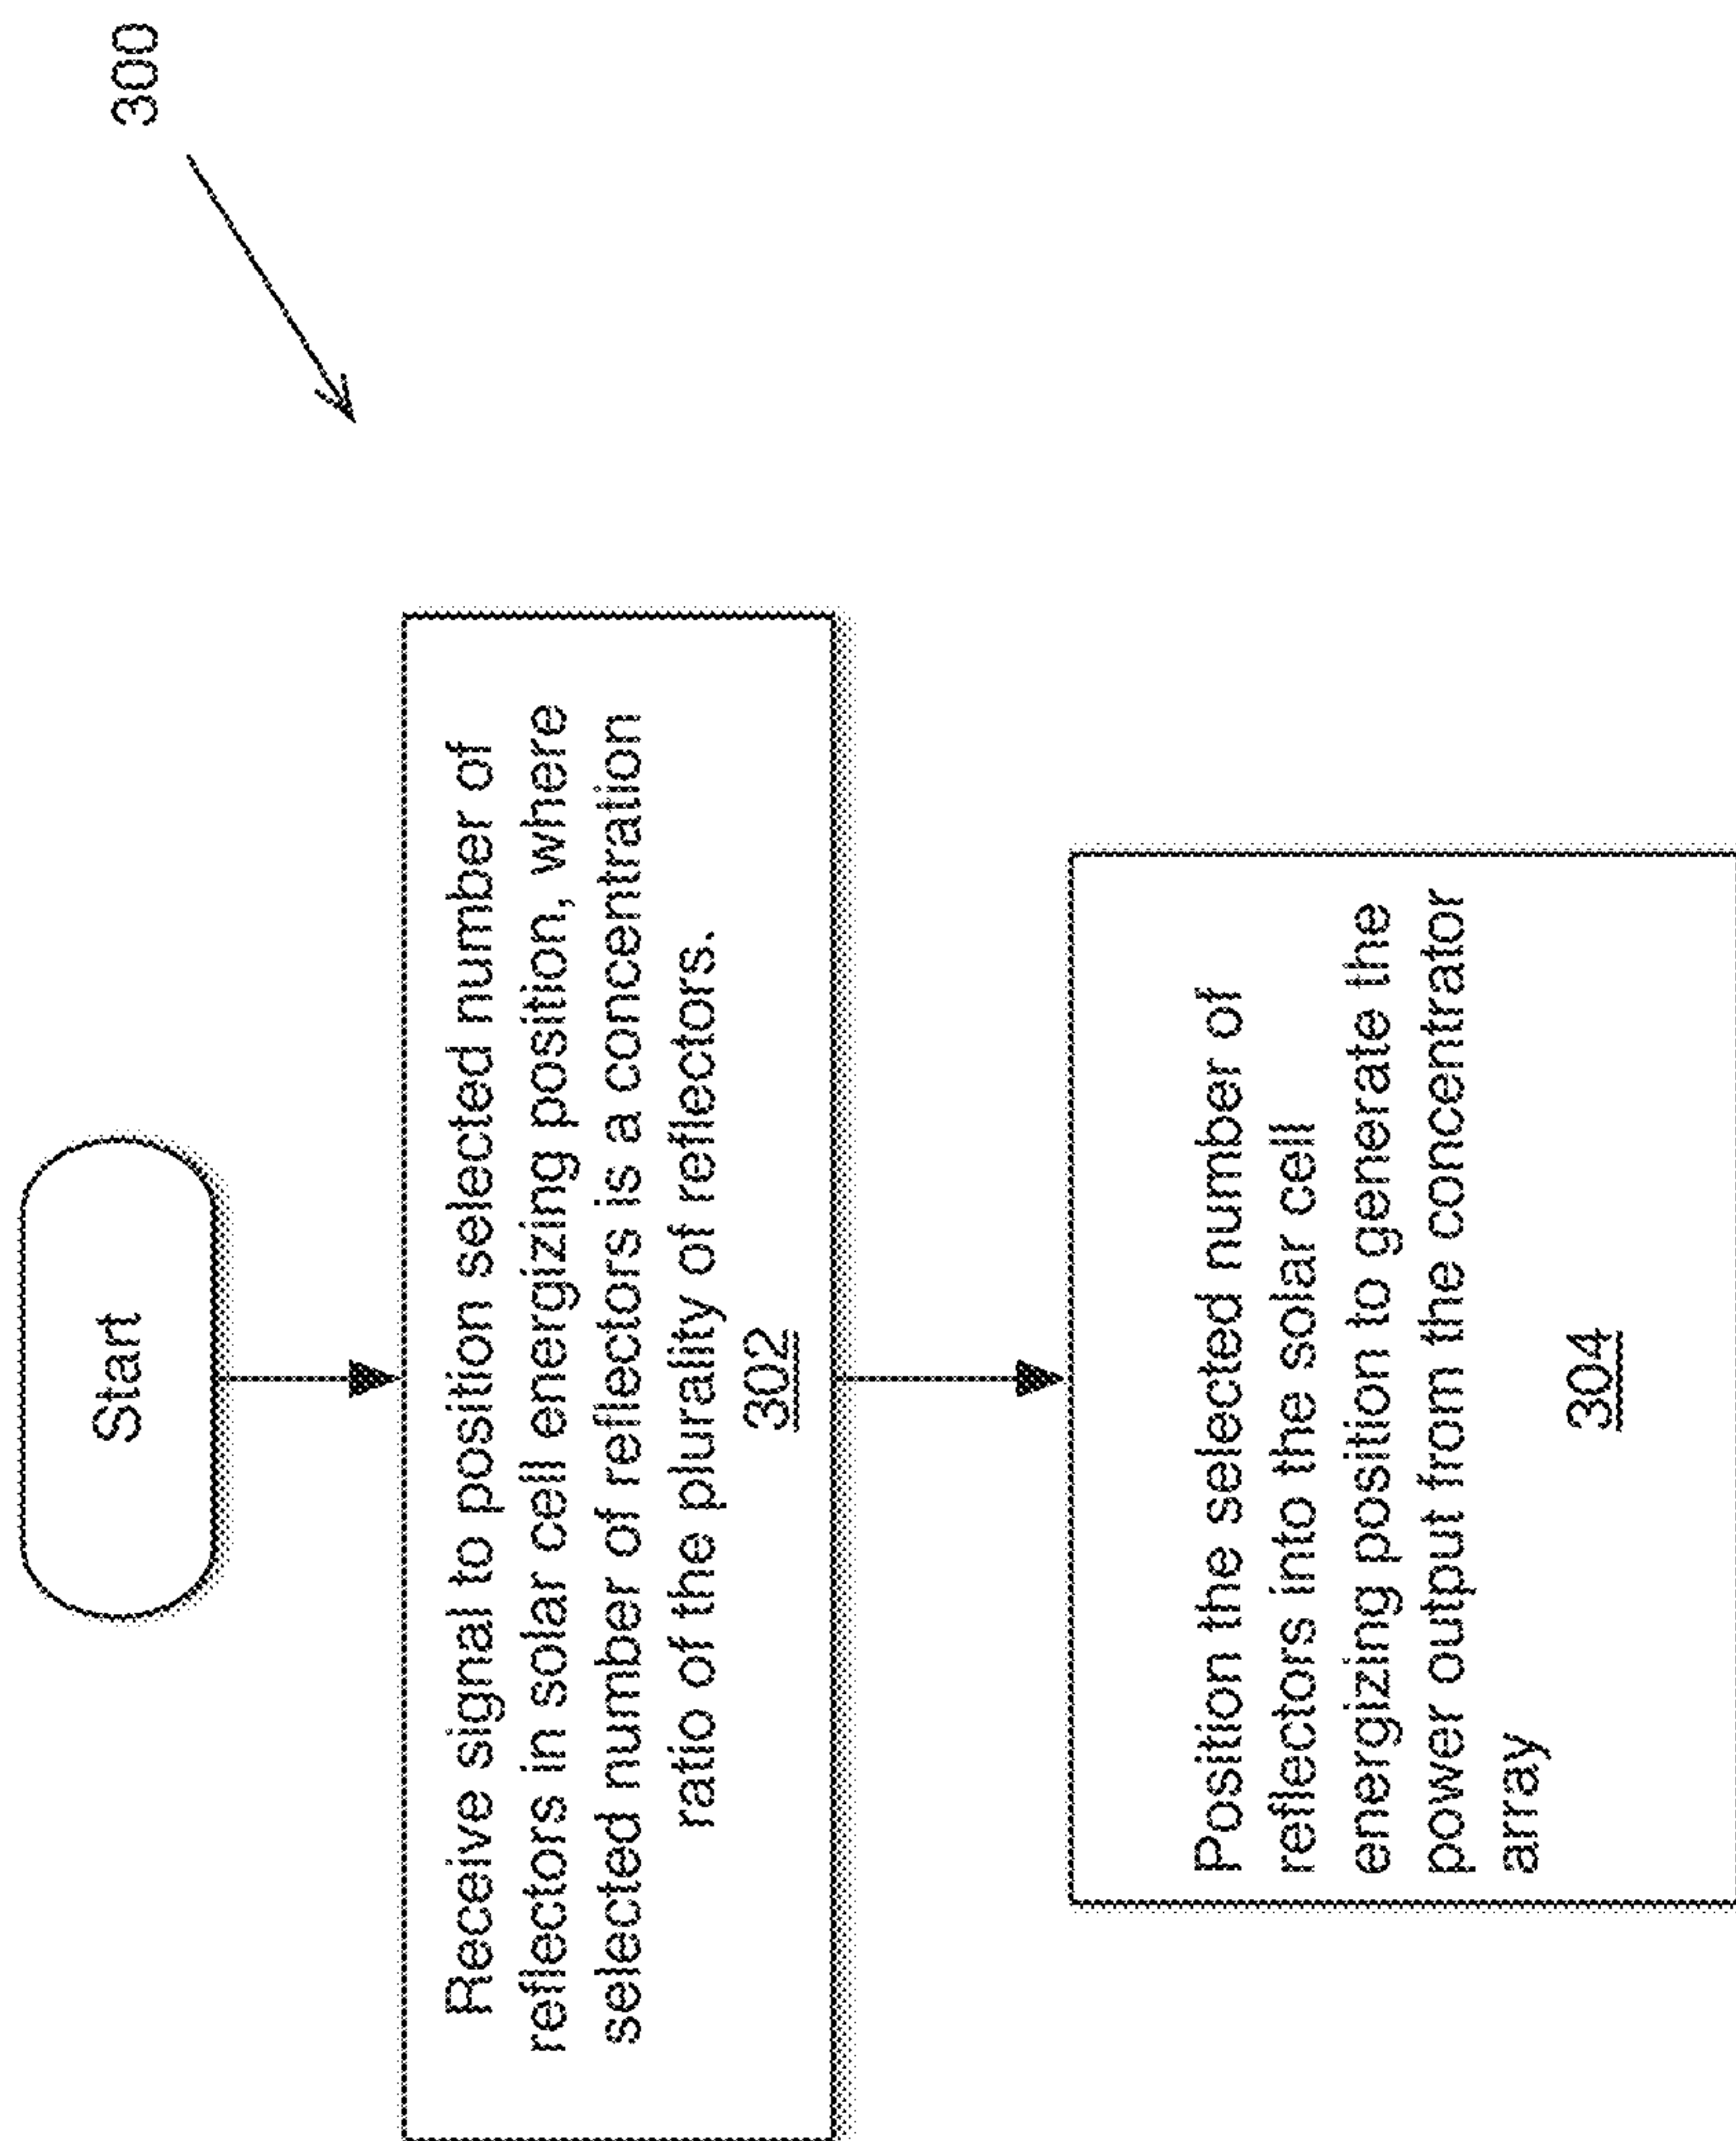 300
Start
Receive signal to position selected number of
reflectors in solar cell energizing position, where
selected number of reflectors is a concentration
ratio of the plurality of reflectors.
302
Position the selected number of
reflectors into the solar cell
energizing position to generate the
power output from the concentrator
array
304